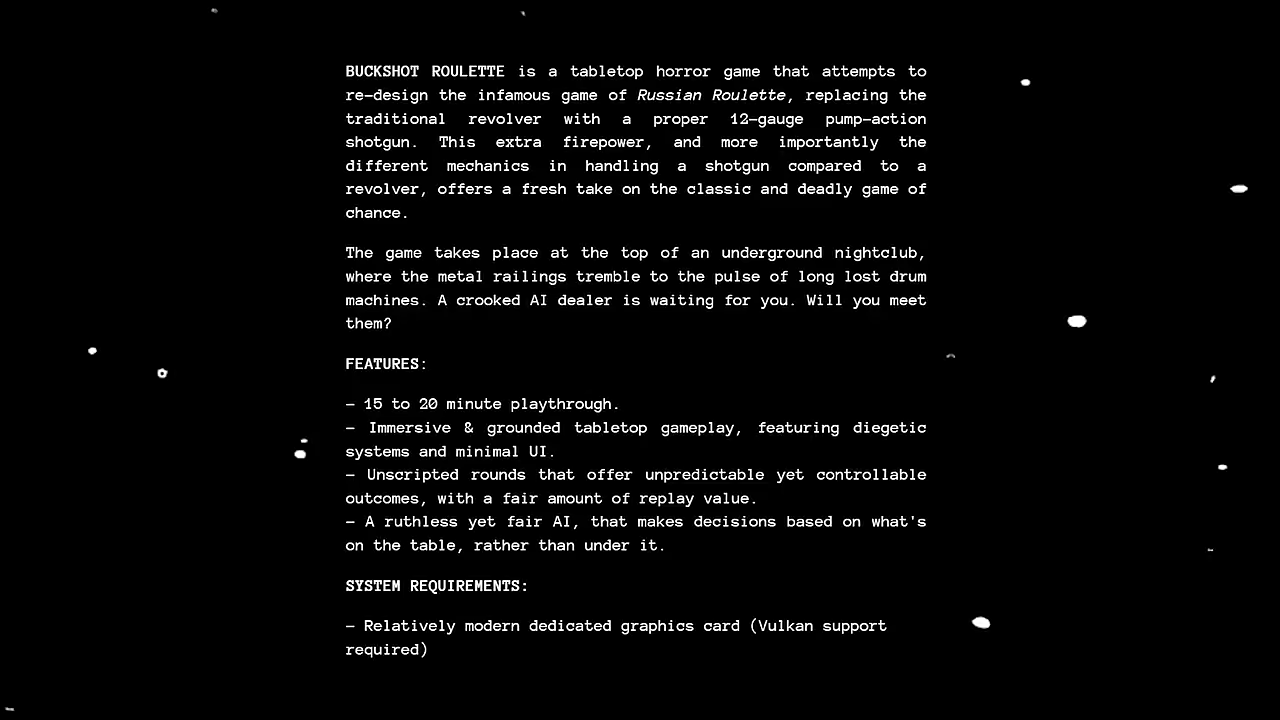 BUCKSHOT ROULETTE is a tabletop horror game that attempts to
re-design the infamous game of Russian Roulette, replacing the
traditional revolver with a proper 12-gauge pump-action
shotgun. This extra firepower, and more importantly the
different mechanics in handling a shotgun compared to a
revolver, offers a fresh take on the classic and deadly game of
chance.
The game takes place at the top of an underground nightclub,
where the metal railings tremble to the pulse of long lost drum
machines. A crooked AI dealer is waiting for you. Will you meet
them?
FEATURES:
- 15 to 20 minute playthrough.
- Immersive & grounded tabletop gameplay, featuring diegetic
systems and minimal UI.
- Unscripted rounds that offer unpredictable yet controllable
outcomes, with a fair amount of replay value.
- A ruthless yet fair AI, that makes decisions based on what's
on the table, rather than under it.
SYSTEM REQUIREMENTS:
- Relatively modern dedicated graphics card (Vulkan support
required)